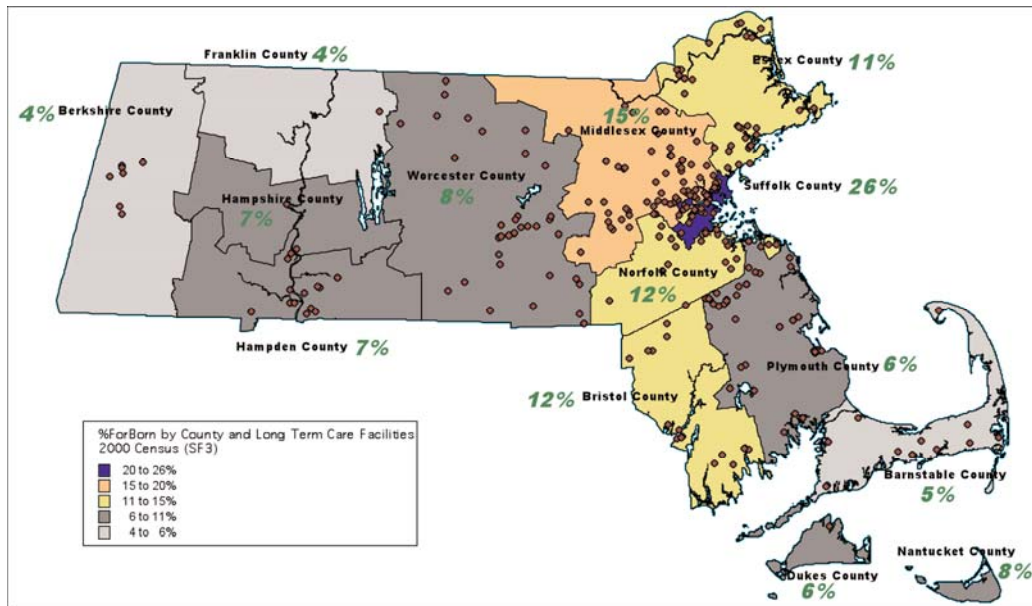 Franklin County 4%
Essex County 11%
4% Berkshire County
15%
Middlesex County
Worcester County
8%
Suffolk County 26%
Hampshire County
7%
Norfolk County
12%
Hampden County 7%
Plymouth County 6%
12% Bristol County
%ForBorn by County and Long Term Care Facilities
2000 Census (SF3)
20 to 26%
15 to 20%
11 to 15%
6 to 11%
4 to 6%
Barnstable County
5%
Nantucket County
8%
Dukes County
6%